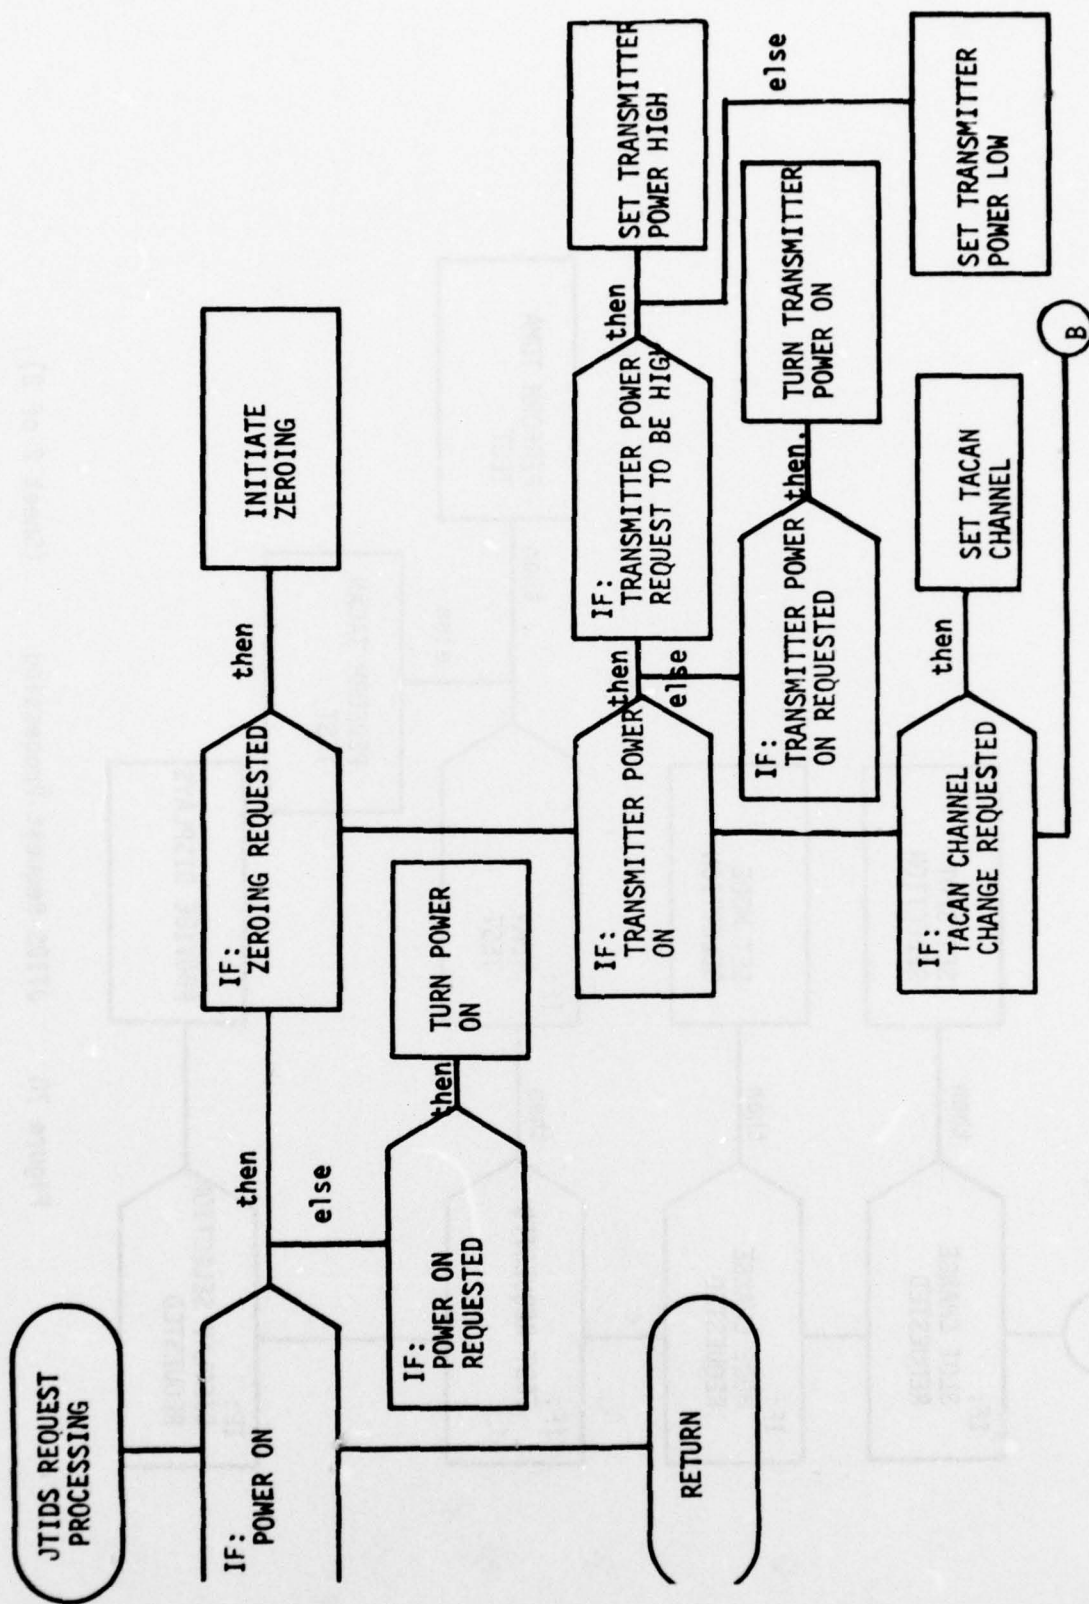 JTIDS REQUEST
PROCESSING
IF:
POWER ON
then
else
IF:
POWER ON
REQUESTED
then
TURN POWER
ON
RETURN
IF:
ZEROING REQUESTED
then
INITIATE
ZEROING
IF:
TRANSMITTER POWER
ON
then
else
IF:
TRANSMITTER POWER
REQUEST TO BE HIGH
then
SET TRANSMITTER
POWER HIGH
else
SET TRANSMITTER
POWER LOW
IF:
TRANSMITTER POWER
ON REQUESTED
then.
TURN TRANSMITTER
POWER ON
IF:
TACAN CHANNEL
CHANGE REQUESTED
then
SET TACAN
CHANNEL
B